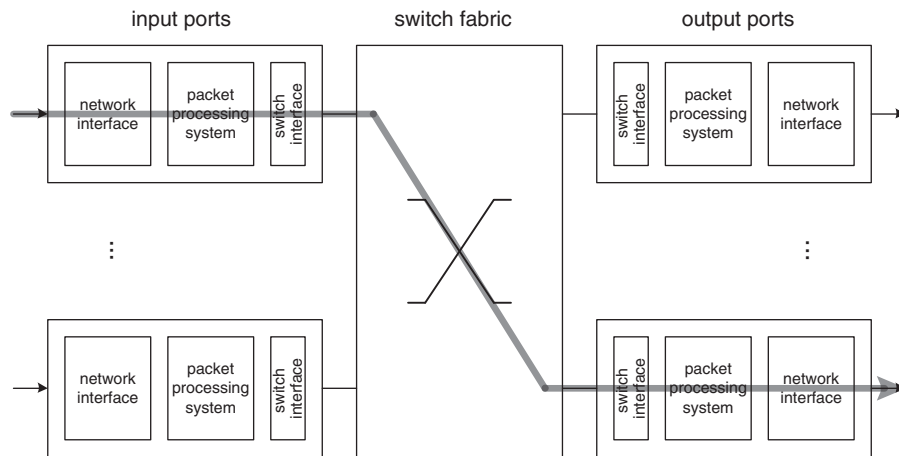 input ports
switch fabric
output ports
network
interface
packet
processing
system
switch
interface
switch
interface
packet
processing
system
network
interface
...
...
network
interface
packet
processing
system
switch
interface
switch
interface
packet
processing
system
network
interface